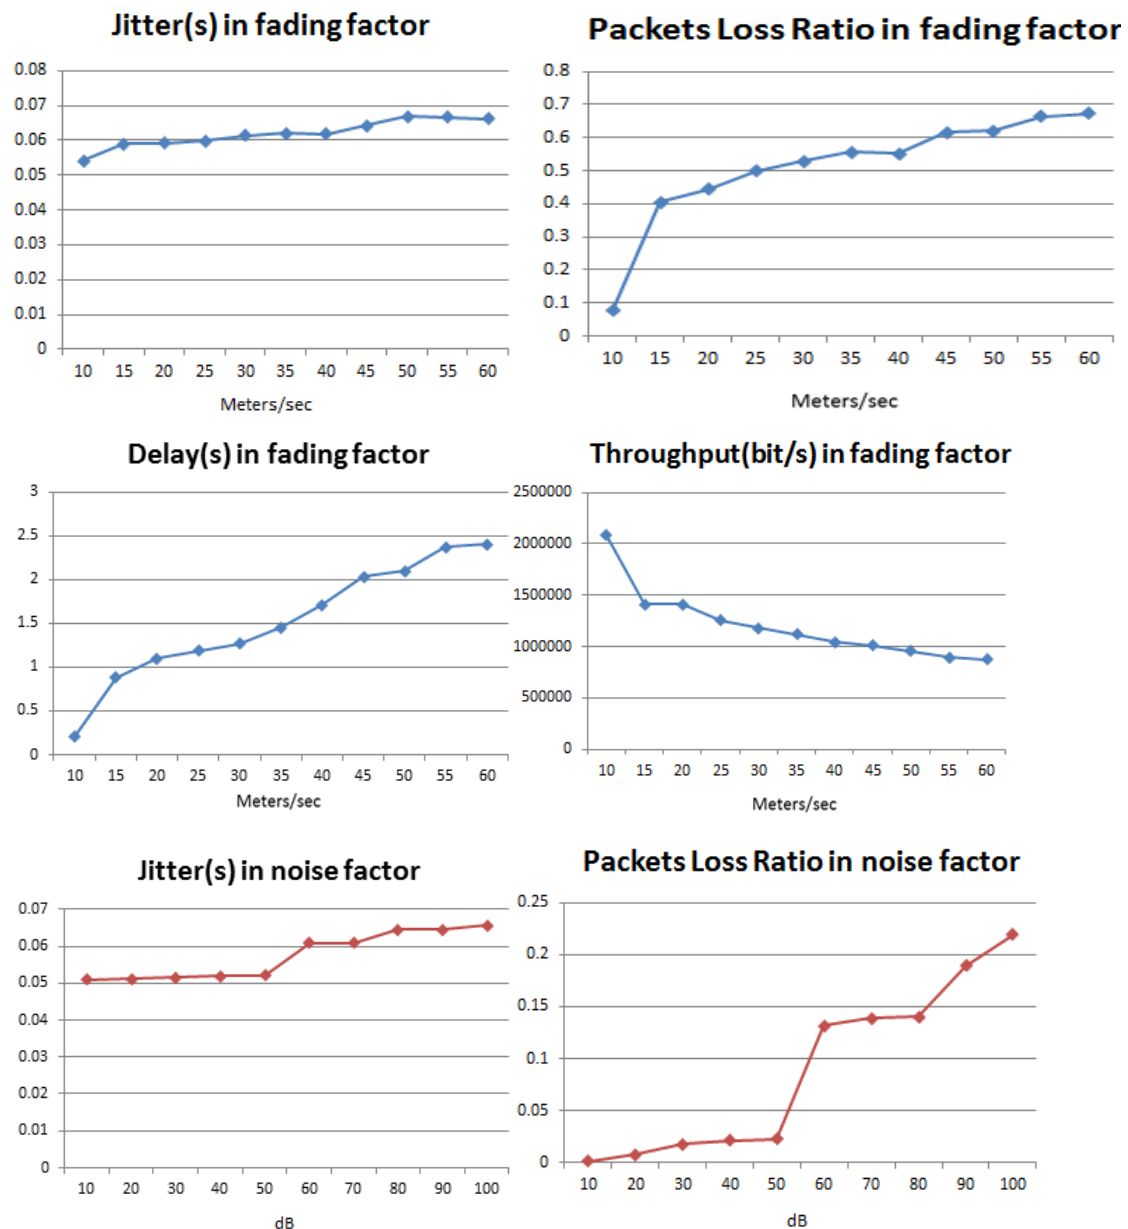 Jitter(s) in fading factor
0.08
0.07
0.06
0.05
0.04
0.03
0.02
0.01
0
10 15 20 25 30 35 40 45 50 55 60
Meters/sec
Packets Loss Ratio in fading factor
0.8
0.7
0.6
0.5
0.4
0.3
0.2
0.1
0
10 15 20 25 30 35 40 45 50 55 60
Meters/sec
Delay(s) in fading factor
3
2.5
2
1.5
1
0.5
0
10 15 20 25 30 35 40 45 50 55 60
Meters/sec
Throughput(bit/s) in fading factor
2500000
2000000
1500000
1000000
500000
0
10 15 20 25 30 35 40 45 50 55 60
Meters/sec
Jitter(s) in noise factor
0.07
0.06
0.05
0.04
0.03
0.02
0.01
0
10 20 30 40 50 60 70 80 90 100
dB
Packets Loss Ratio in noise factor
0.25
0.2
0.15
0.1
0.05
0
10 20 30 40 50 60 70 80 90 100
dB